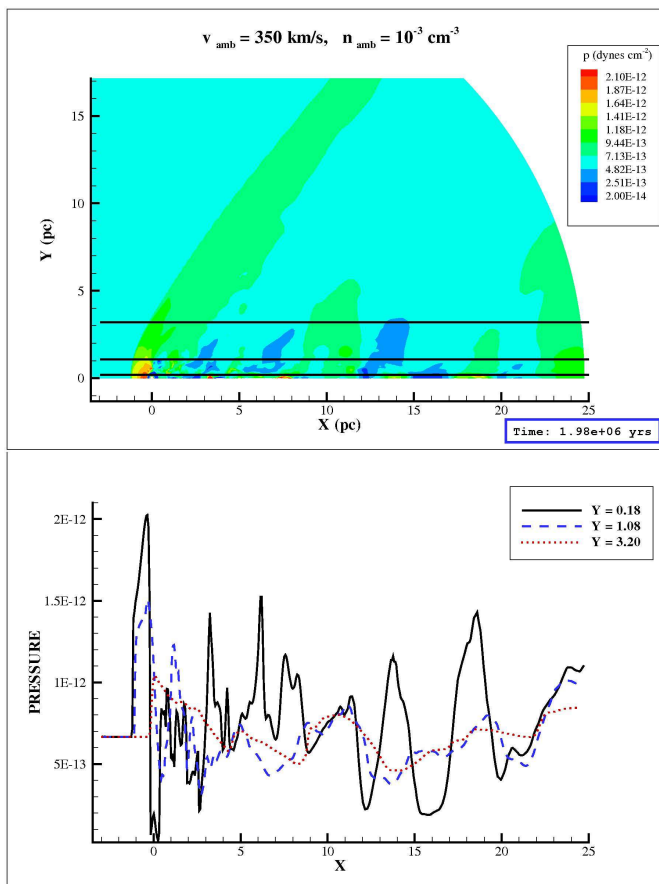 v amb = 350 km/s, n amb = 10-3 cm-3
p (dynes cm-2)
2.10E-12
1.87E-12
1.64E-12
1.41E-12
1.18E-12
9.44E-13
7.13E-13
4.82E-13
2.51E-13
2.00E-14
15
10
5
0
Y (pc)
0 5 10 15 20 25
X (pc)
Time: 1.98e+06 yrs
Y = 0.18
Y = 1.08
Y = 3.20
2E-12
1.5E-12
1E-12
5E-13
PRESSURE
0 5 10 15 20 25
X